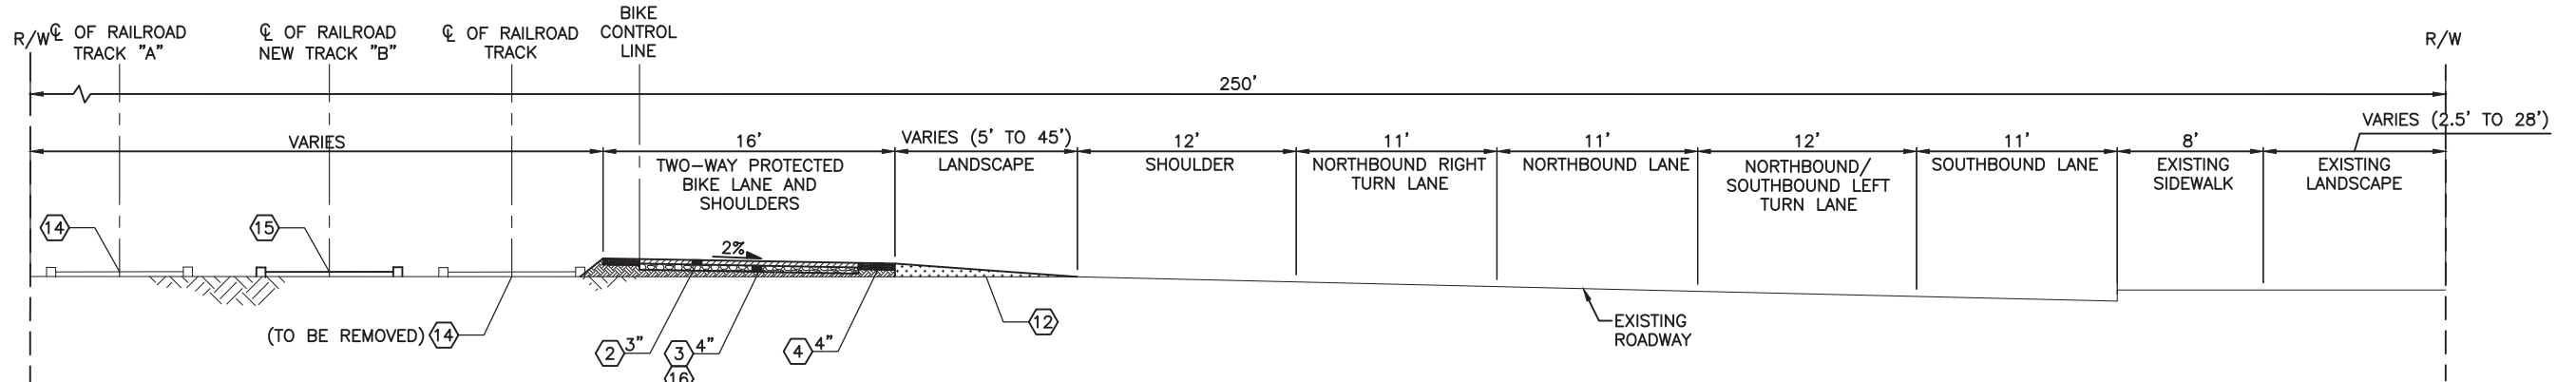 R/W
℄ OF RAILROAD
TRACK "A"
℄ OF RAILROAD
NEW TRACK "B"
℄ OF RAILROAD
TRACK
BIKE
CONTROL
LINE
R/W
250'
VARIES
16'
TWO-WAY PROTECTED
BIKE LANE AND
SHOULDERS
VARIES (5' TO 45')
LANDSCAPE
12'
SHOULDER
11'
NORTHBOUND RIGHT
TURN LANE
11'
NORTHBOUND LANE
12'
NORTHBOUND/
SOUTHBOUND LEFT
TURN LANE
11'
SOUTHBOUND LANE
8'
EXISTING
SIDEWALK
VARIES (2.5' TO 28')
EXISTING
LANDSCAPE
14
15
2%
(TO BE REMOVED) 14
2 3"
3 4"
16
4 4"
12
EXISTING
ROADWAY